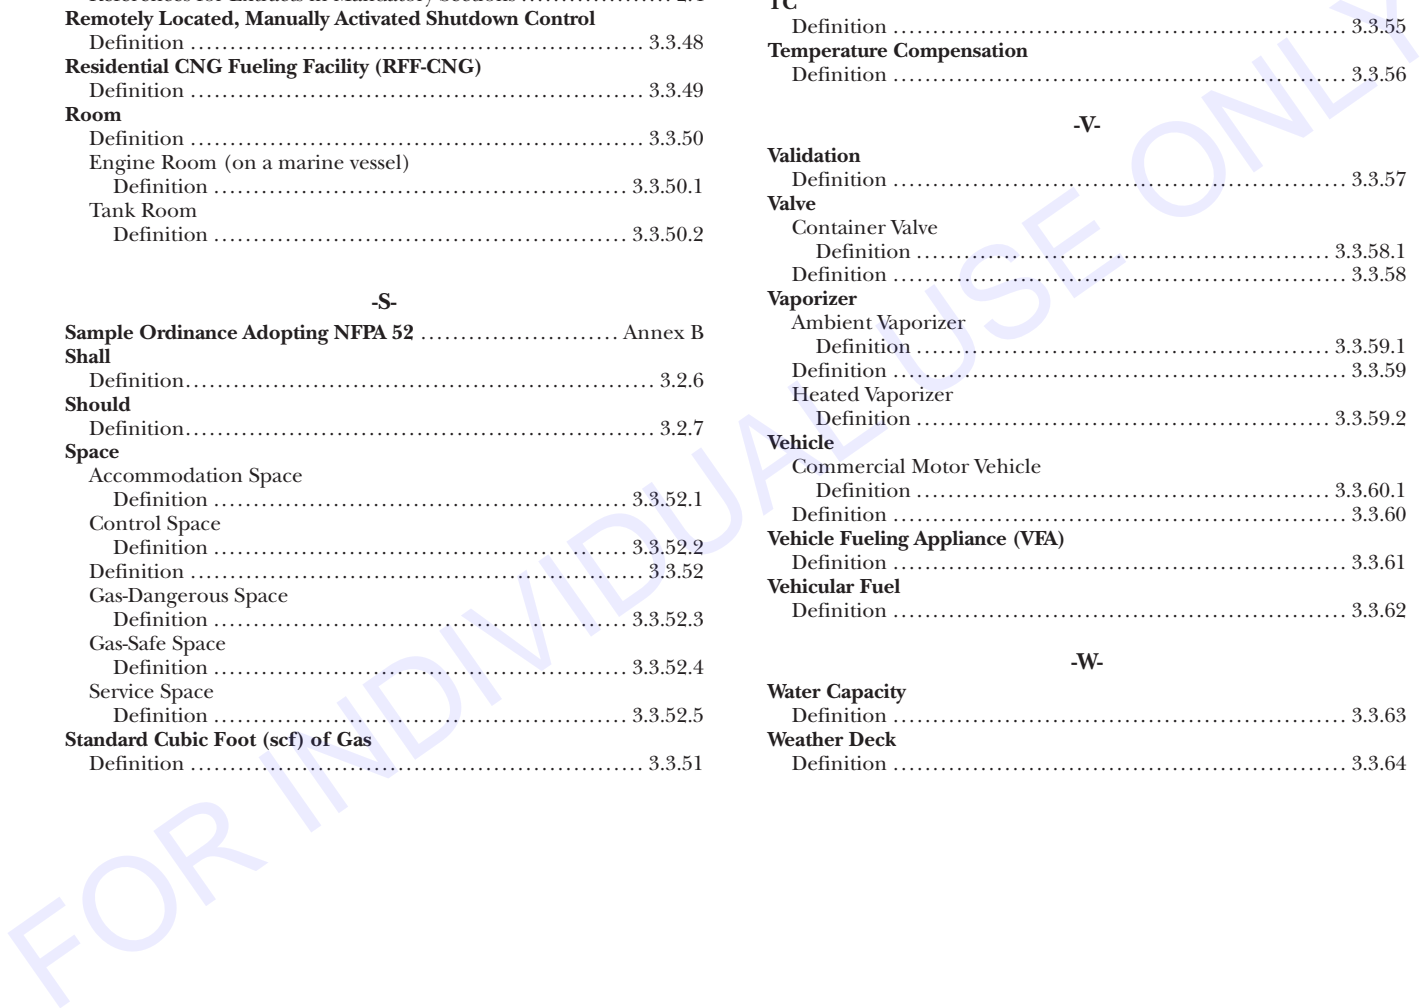 Remotely Located, Manually Activated Shutdown Control
Definition ........................................................ 3.3.48
Residential CNG Fueling Facility (RFF-CNG)
Definition ........................................................ 3.3.49
Room
Definition ........................................................ 3.3.50
Engine Room (on a marine vessel)
Definition .................................................... 3.3.50.1
Tank Room
Definition .................................................... 3.3.50.2
-S-
Sample Ordinance Adopting NFPA 52 ......................... Annex B
Shall
Definition.......................................................... 3.2.6
Should
Definition.......................................................... 3.2.7
Space
Accommodation Space
Definition .................................................... 3.3.52.1
Control Space
Definition .................................................... 3.3.52.2
Definition ........................................................ 3.3.52
Gas-Dangerous Space
Definition .................................................... 3.3.52.3
Gas-Safe Space
Definition .................................................... 3.3.52.4
Service Space
Definition .................................................... 3.3.52.5
Standard Cubic Foot (scf) of Gas
Definition ........................................................ 3.3.51
TC
Definition ........................................................ 3.3.55
Temperature Compensation
Definition ........................................................ 3.3.56
-V-
Validation
Definition ........................................................ 3.3.57
Valve
Container Valve
Definition .................................................... 3.3.58.1
Definition ........................................................ 3.3.58
Vaporizer
Ambient Vaporizer
Definition .................................................... 3.3.59.1
Definition ........................................................ 3.3.59
Heated Vaporizer
Definition .................................................... 3.3.59.2
Vehicle
Commercial Motor Vehicle
Definition .................................................... 3.3.60.1
Definition ........................................................ 3.3.60
Vehicle Fueling Appliance (VFA)
Definition ........................................................ 3.3.61
Vehicular Fuel
Definition ........................................................ 3.3.62
-W-
Water Capacity
Definition ........................................................ 3.3.63
Weather Deck
Definition ........................................................ 3.3.64
FOR INDIVIDUAL USE ONLY